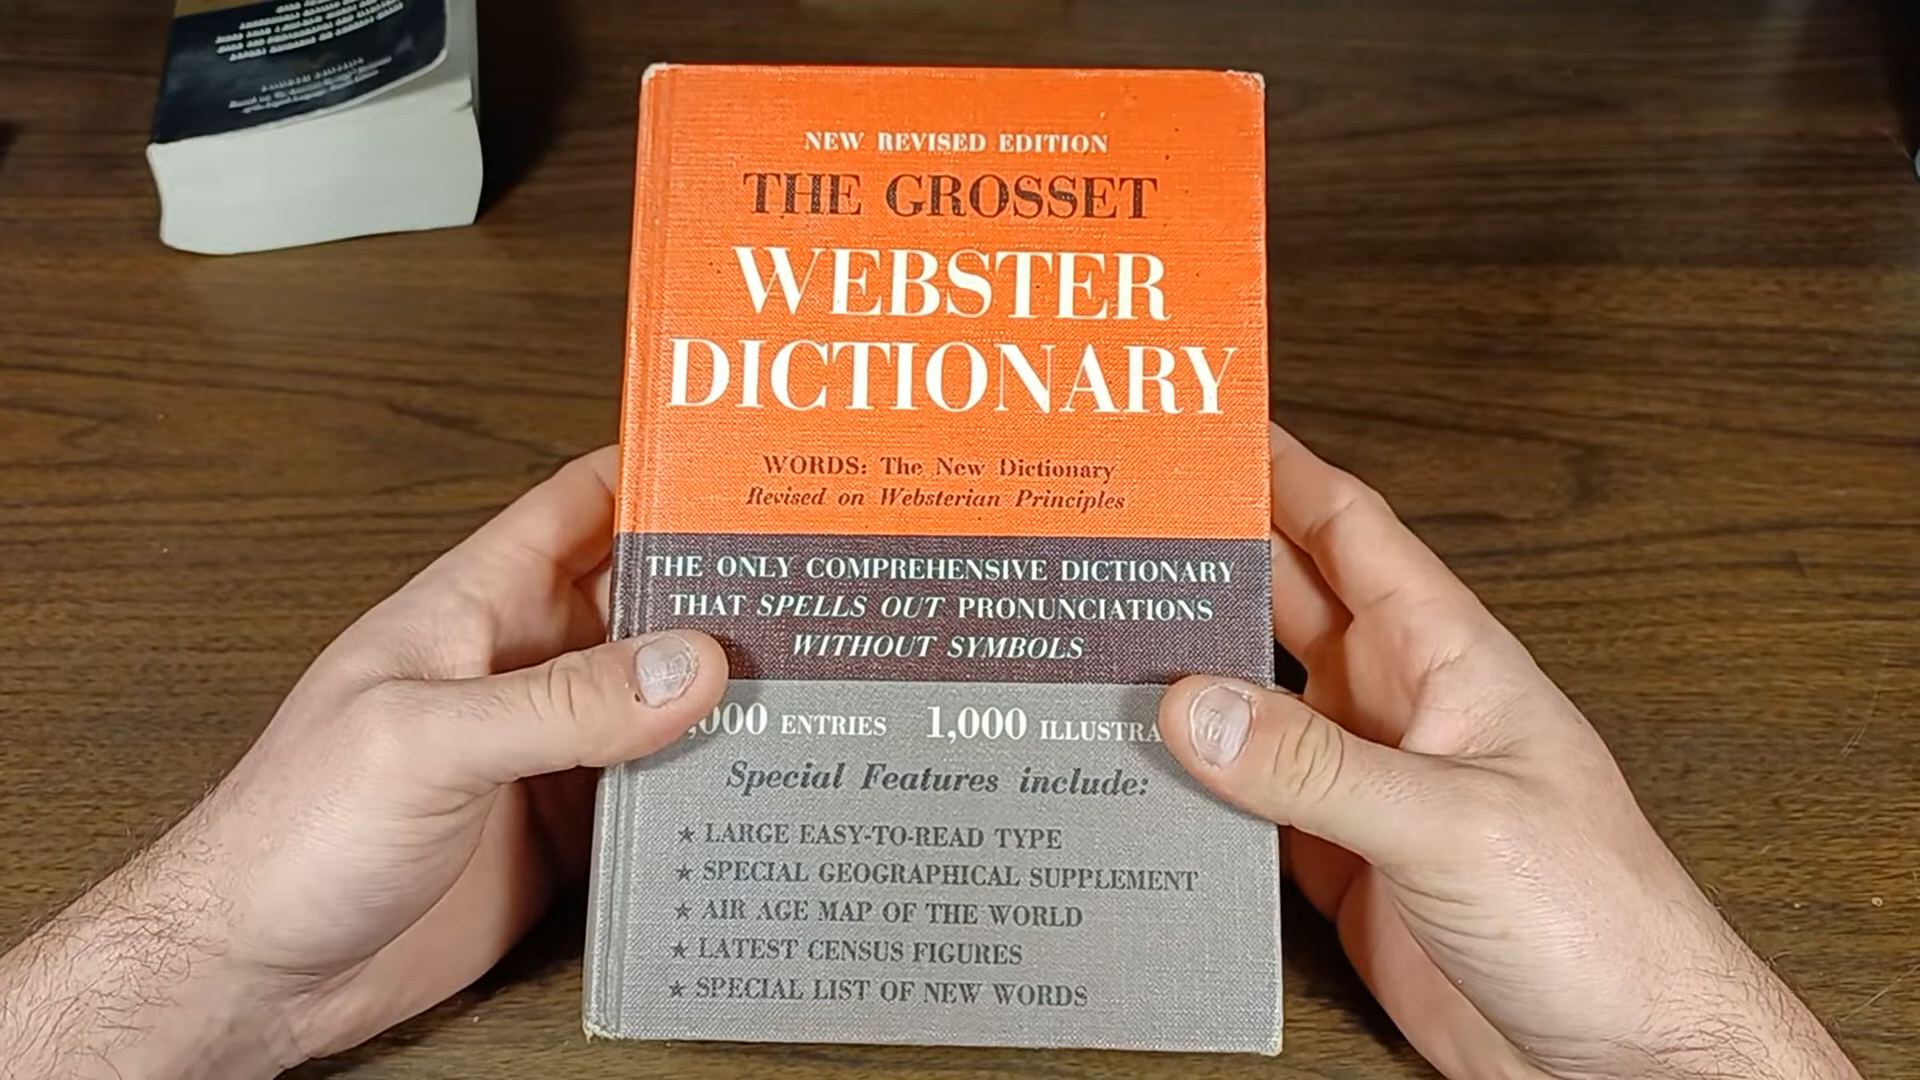 NEW REVISED EDITION
THE GROSSET
WEBSTER
DICTIONARY
WORDS: The New Dictionary
Revised on Websterian Principles
THE ONLY COMPREHENSIVE DICTIONARY
THAT SPELLS OUT PRONUNCIATIONS
WITHOUT SYMBOLS
,000 ENTRIES 1,000 ILLUSTRA
Special Features include:
★ LARGE EASY-TO-READ TYPE
★ SPECIAL GEOGRAPHICAL SUPPLEMENT
★ AIR AGE MAP OF THE WORLD
★ LATEST CENSUS FIGURES
★ SPECIAL LIST OF NEW WORDS